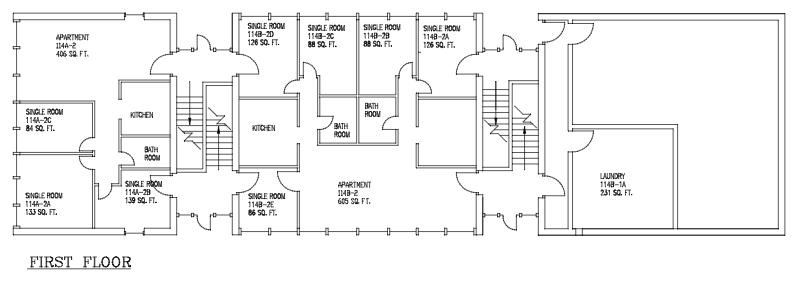 APARTMENT
114A-2
406 SQ. FT.
KITCHEN
SINGLE ROOM
114A-2C
84 SQ. FT.
BATH
ROOM
SINGLE ROOM
114A-2A
133 SQ. FT.
SINGLE ROOM
114A-2B
139 SQ. FT.
SINGLE ROOM
114B-2D
126 SQ. FT.
SINGLE ROOM
114B-2C
88 SQ. FT.
SINGLE ROOM
114B-2B
88 SQ. FT.
SINGLE ROOM
114B-2A
126 SQ. FT.
KITCHEN
BATH
ROOM
BATH
ROOM
SINGLE ROOM
114B-2E
86 SQ. FT.
APARTMENT
114B-2
605 SQ. FT.
LAUNDRY
114B-1A
231 SQ. FT.
FIRST FLOOR